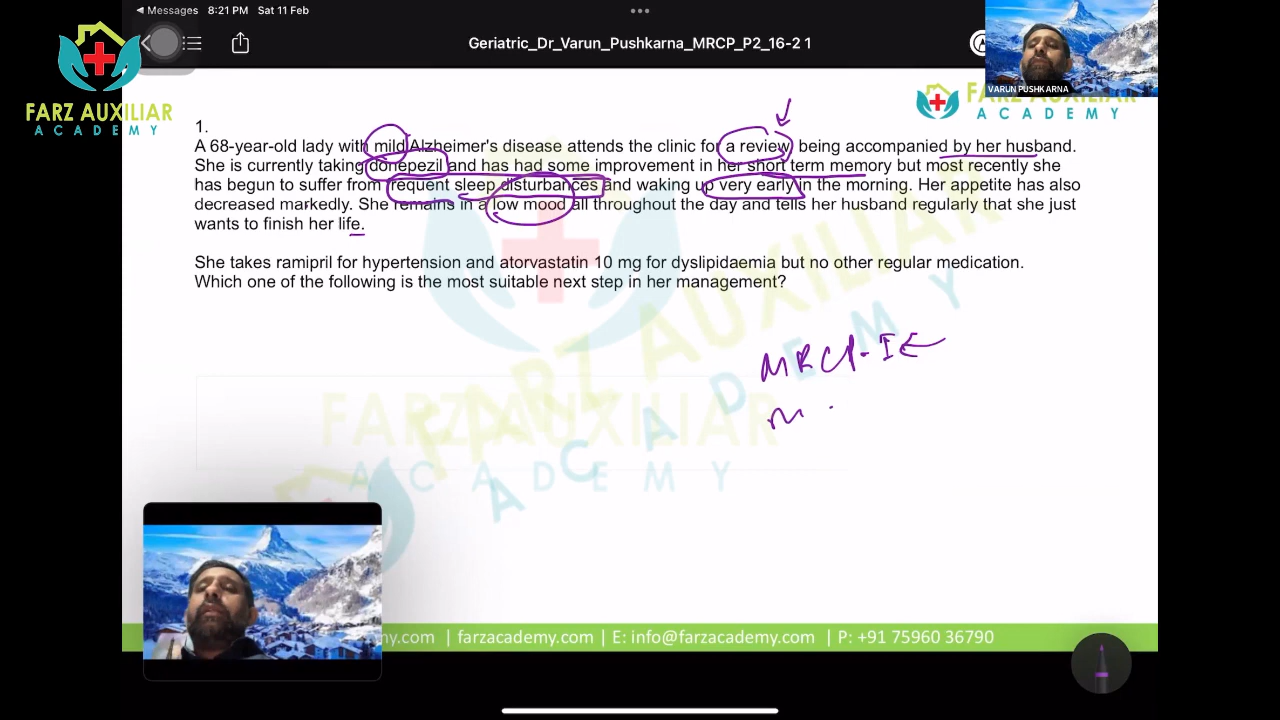 Messages 8:21 PM Sat 11 Feb
Geriatric_Dr_Varun_Pushkarna_MRCP_P2_16-2 1
VARUN PUSHKARNA
FARZ AUXILIAR
ACADEMY
FARZ AUXILIAR
ACADEMY
1.
A 68-year-old lady with mild Alzheimer's disease attends the clinic for a review being accompanied by her husband.
She is currently taking donepezil and has had some improvement in her short term memory but most recently she
has begun to suffer from frequent sleep disturbances and waking up very early in the morning. Her appetite has also
decreased markedly. She remains in a low mood all throughout the day and tells her husband regularly that she just
wants to finish her life.
She takes ramipril for hypertension and atorvastatin 10 mg for dyslipidaemia but no other regular medication.
Which one of the following is the most suitable next step in her management?
MRCP-I
M
FARZ AUXILIAR
ACADEMY
FARZ AUXILIAR
ACADEMY
my.com | farzacademy.com | E: info@farzacademy.com | P: +91 75960 36790